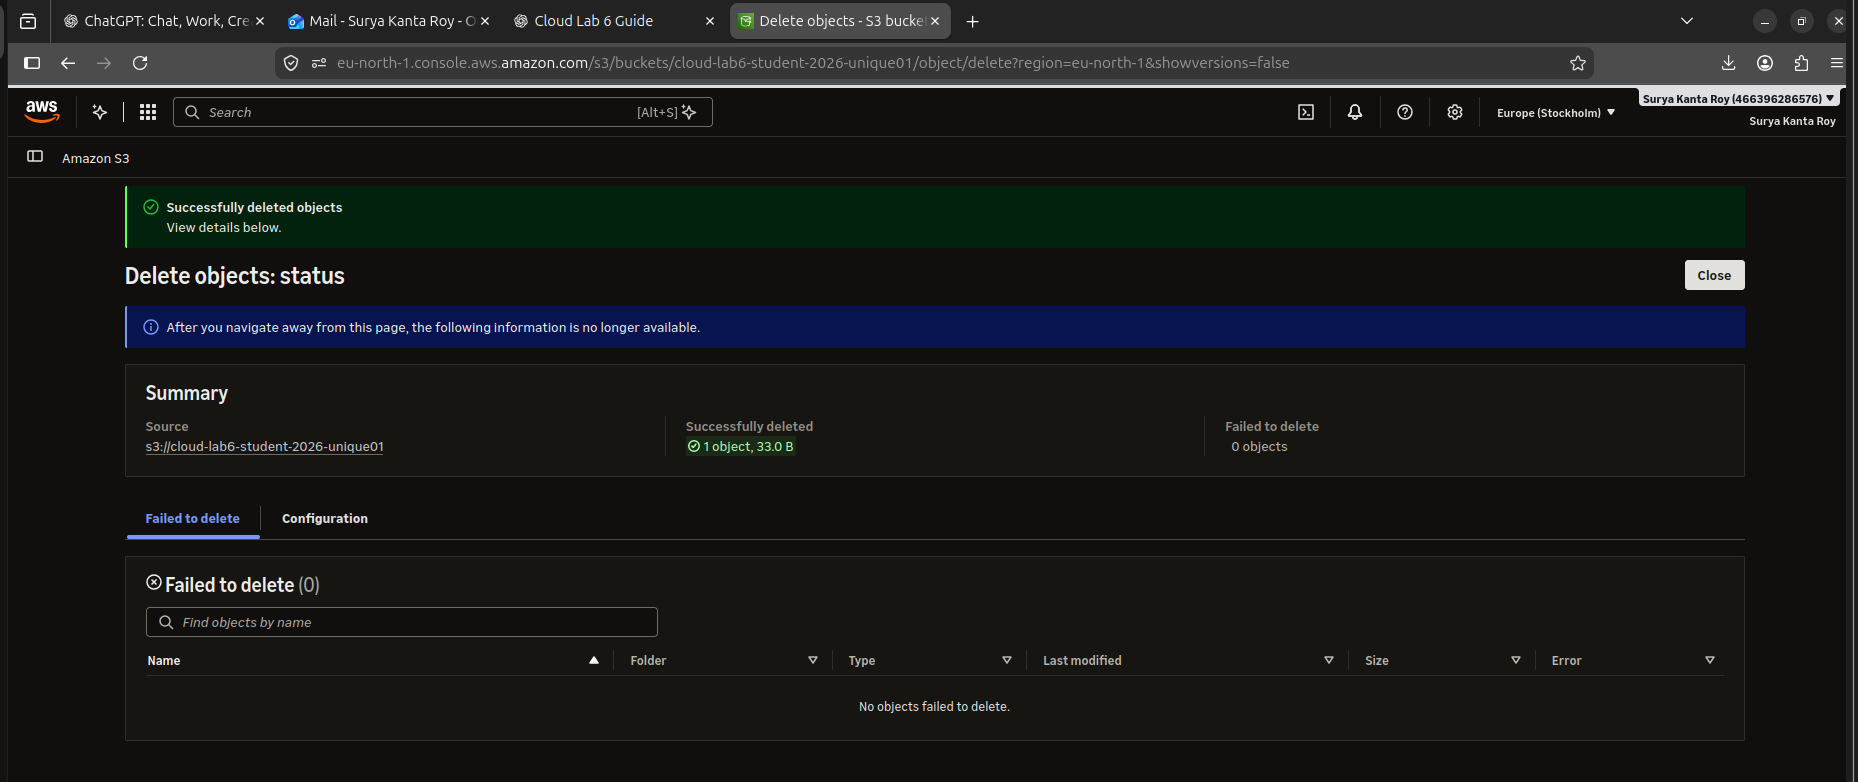 ChatGPT: Chat, Work, Cre
Mail - Surya Kanta Roy - O
Cloud Lab 6 Guide
Delete objects - S3 bucke
eu-north-1.console.aws.amazon.com/s3/buckets/cloud-lab6-student-2026-unique01/object/delete?region=eu-north-1&showversions=false
aws
Search
[Alt+S]
Europe (Stockholm)
Surya Kanta Roy (466396286576)
Surya Kanta Roy
Amazon S3
Successfully deleted objects
View details below.
Delete objects: status
Close
After you navigate away from this page, the following information is no longer available.
Summary
Source
s3://cloud-lab6-student-2026-unique01
Successfully deleted
1 object, 33.0 B
Failed to delete
0 objects
Failed to delete
Configuration
Failed to delete (0)
Find objects by name
Name
Folder
Type
Last modified
Size
Error
No objects failed to delete.